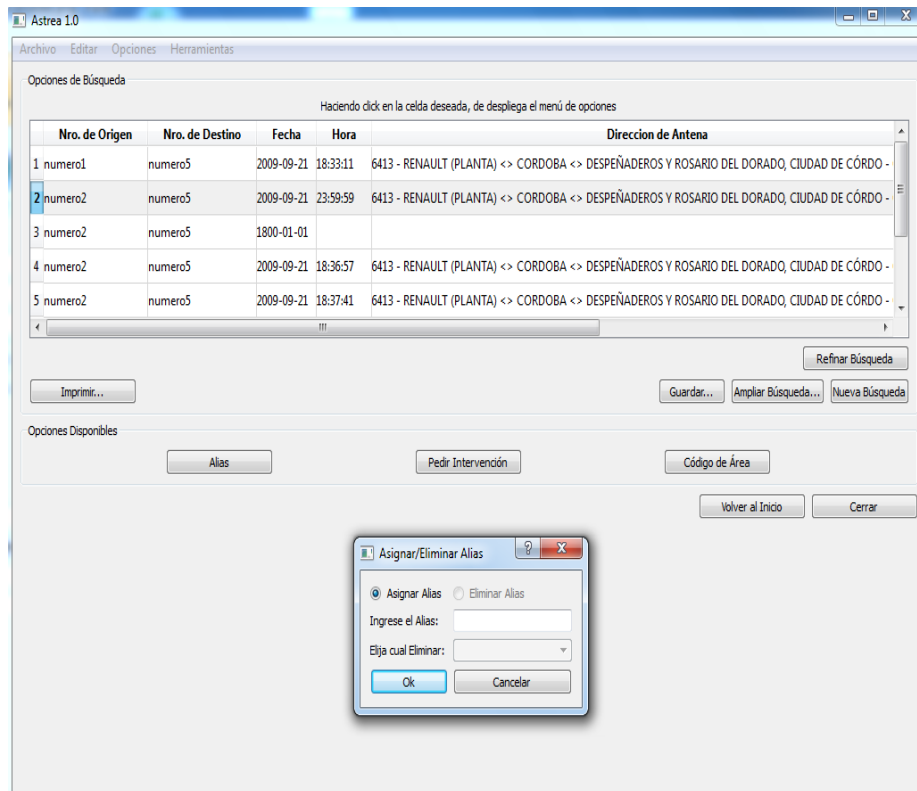 Astrea 1.0
Archivo Editar Opciones Herramientas
Opciones de Búsqueda
Haciendo click en la celda deseada, de despliega el menú de opciones
Nro. de Origen Nro. de Destino Fecha Hora Direccion de Antena
1 numero1 numero5 2009-09-21 18:33:11 6413 - RENAULT (PLANTA) <> CORDOBA <> DESPEÑADEROS Y ROSARIO DEL DORADO, CIUDAD DE CÓRDO -
2 numero2 numero5 2009-09-21 23:59:59 6413 - RENAULT (PLANTA) <> CORDOBA <> DESPEÑADEROS Y ROSARIO DEL DORADO, CIUDAD DE CÓRDO -
3 numero2 numero5 1800-01-01
4 numero2 numero5 2009-09-21 18:36:57 6413 - RENAULT (PLANTA) <> CORDOBA <> DESPEÑADEROS Y ROSARIO DEL DORADO, CIUDAD DE CÓRDO -
5 numero2 numero5 2009-09-21 18:37:41 6413 - RENAULT (PLANTA) <> CORDOBA <> DESPEÑADEROS Y ROSARIO DEL DORADO, CIUDAD DE CÓRDO -
Refinar Búsqueda
Imprimir... Guardar... Ampliar Búsqueda... Nueva Búsqueda
Opciones Disponibles
Alias Pedir Intervención Código de Área
Volver al Inicio Cerrar
Asignar/Eliminar Alias
Asignar Alias Eliminar Alias
Ingrese el Alias:
Elija cual Eliminar:
Ok Cancelar